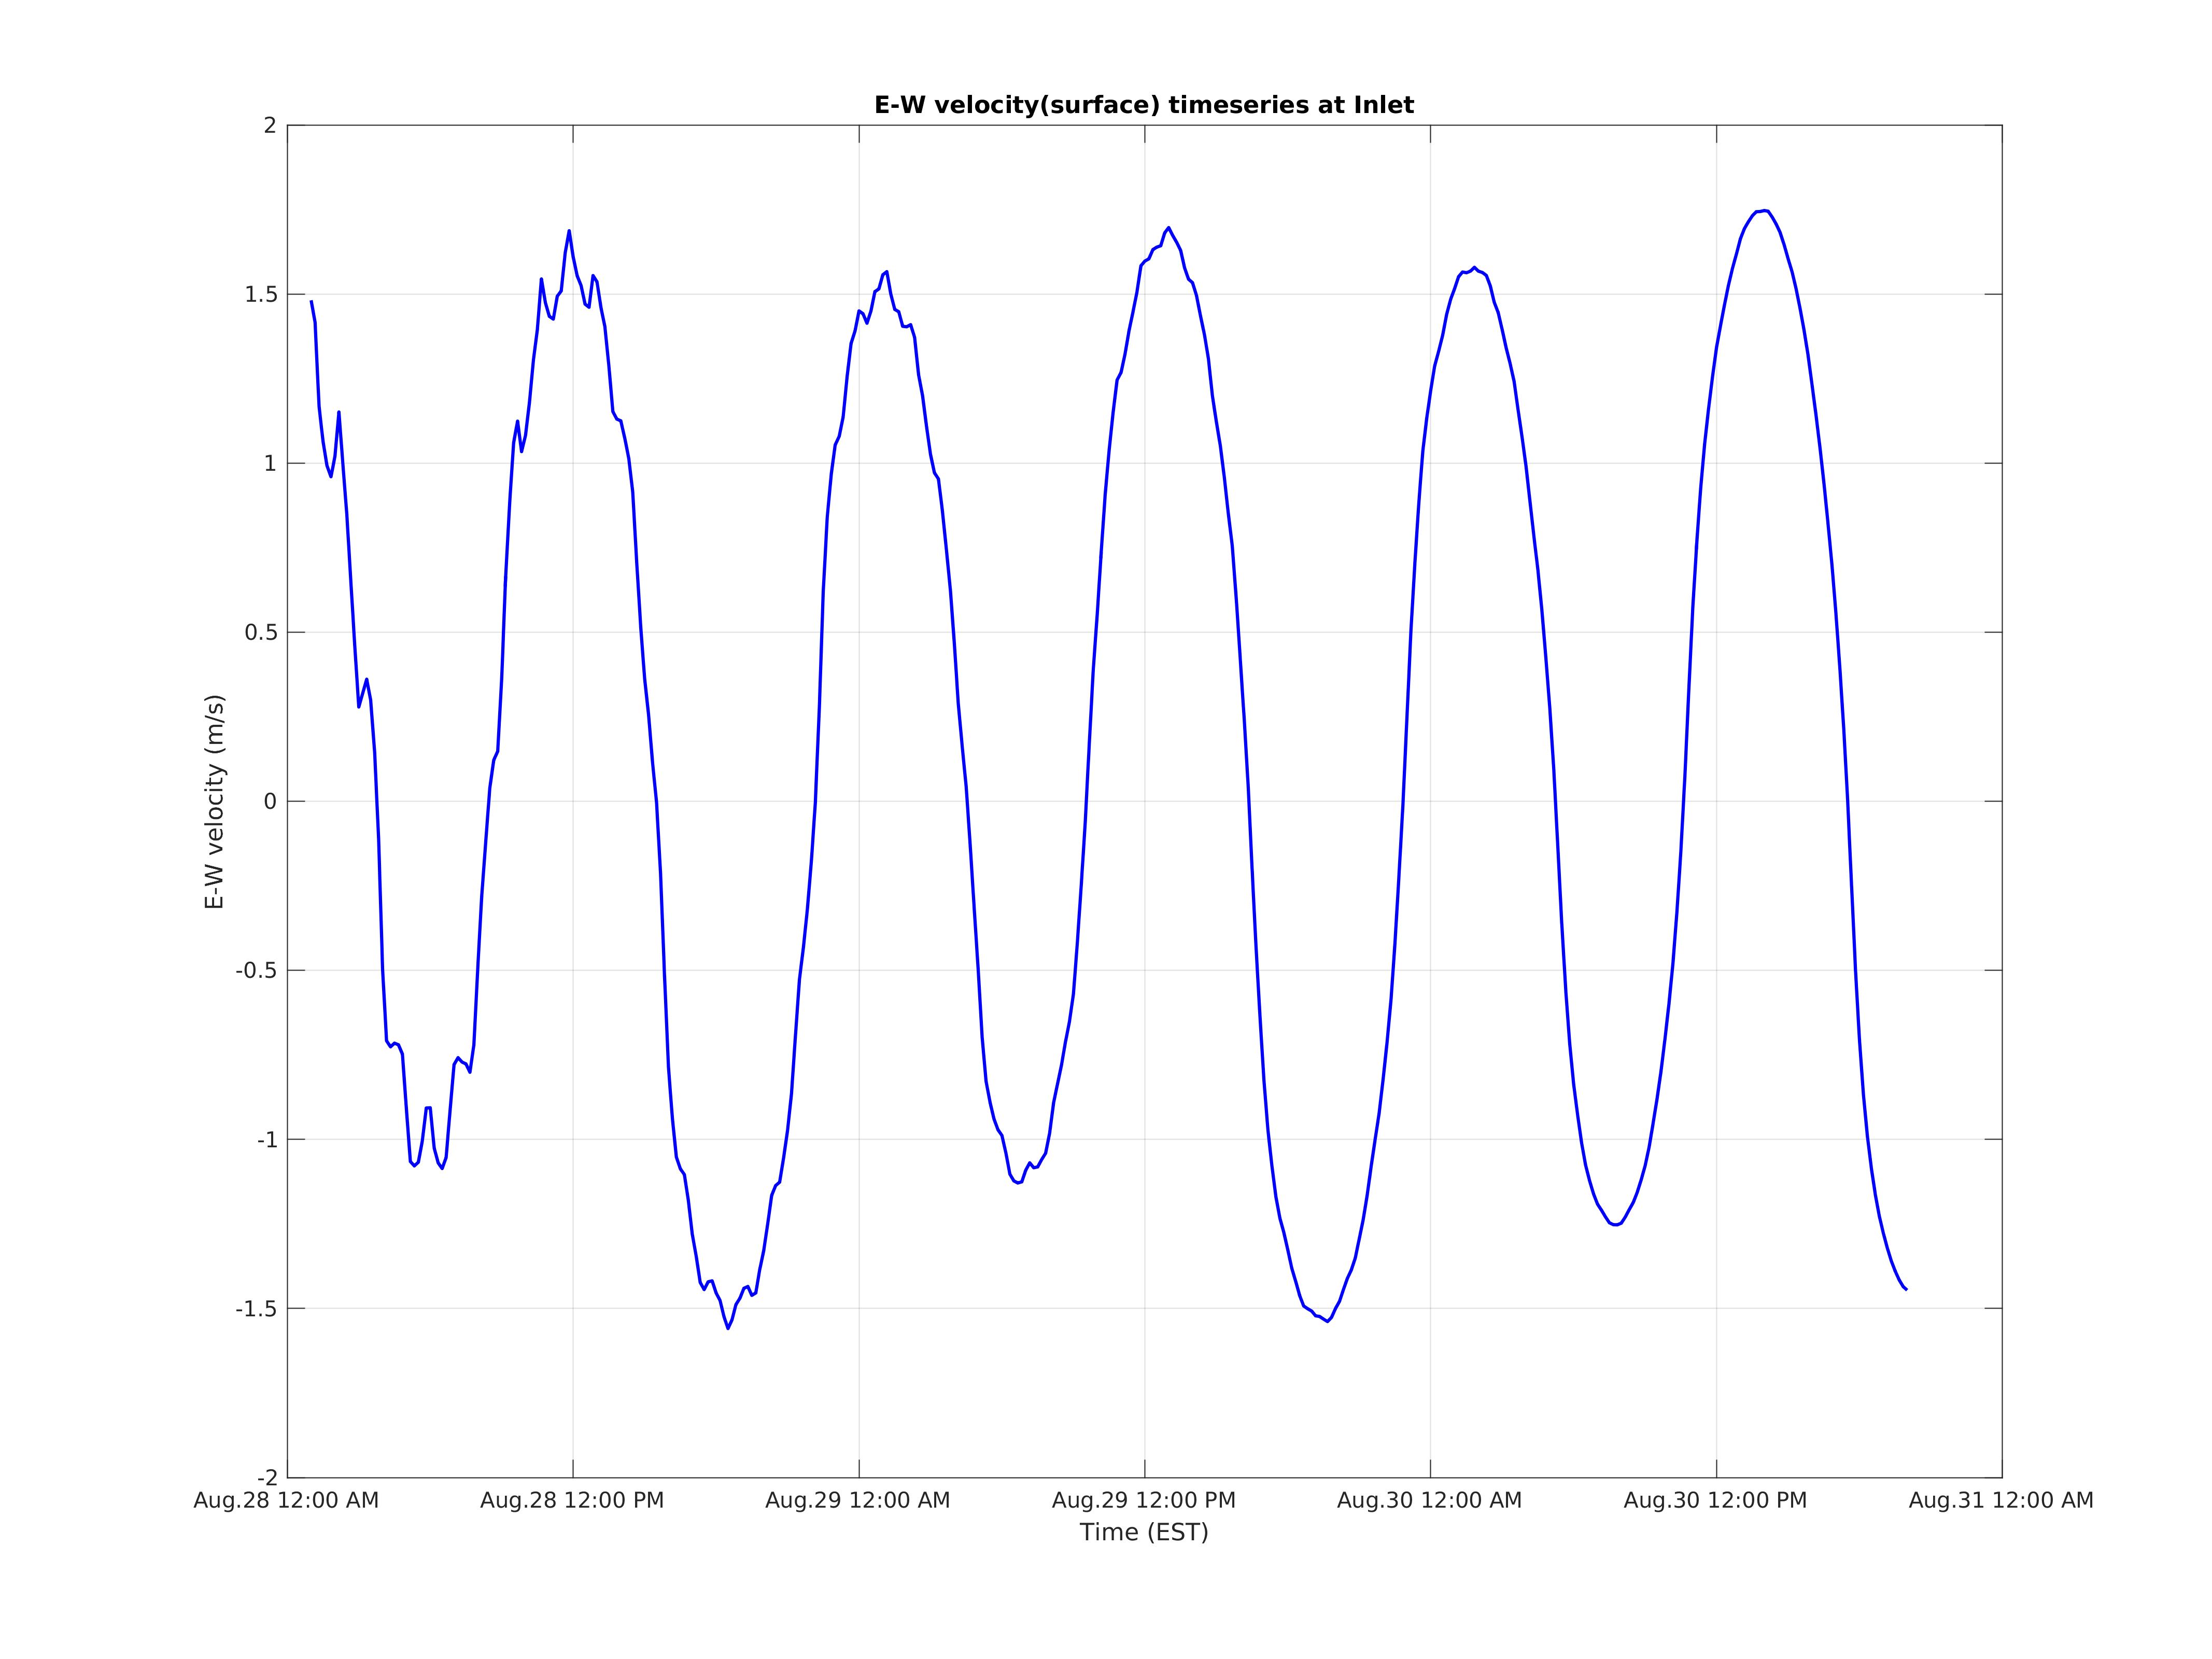 E-W velocity(surface) timeseries at Inlet
2
1.5
1
0.5
0
-0.5
-1
-1.5
-2
E-W velocity (m/s)
Aug.28 12:00 AM
Aug.28 12:00 PM
Aug.29 12:00 AM
Aug.29 12:00 PM
Aug.30 12:00 AM
Aug.30 12:00 PM
Aug.31 12:00 AM
Time (EST)